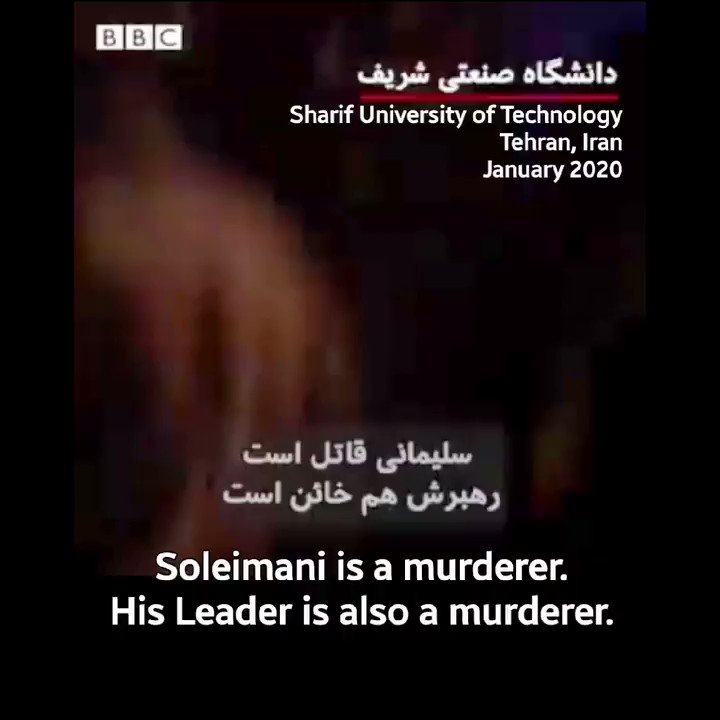 BBC
دانشگاه صنعتی شریف
Sharif University of Technology
Tehran, Iran
January 2020
سلیمانی قاتل است
رهبرش هم خائن است
Soleimani is a murderer.
His Leader is also a murderer.